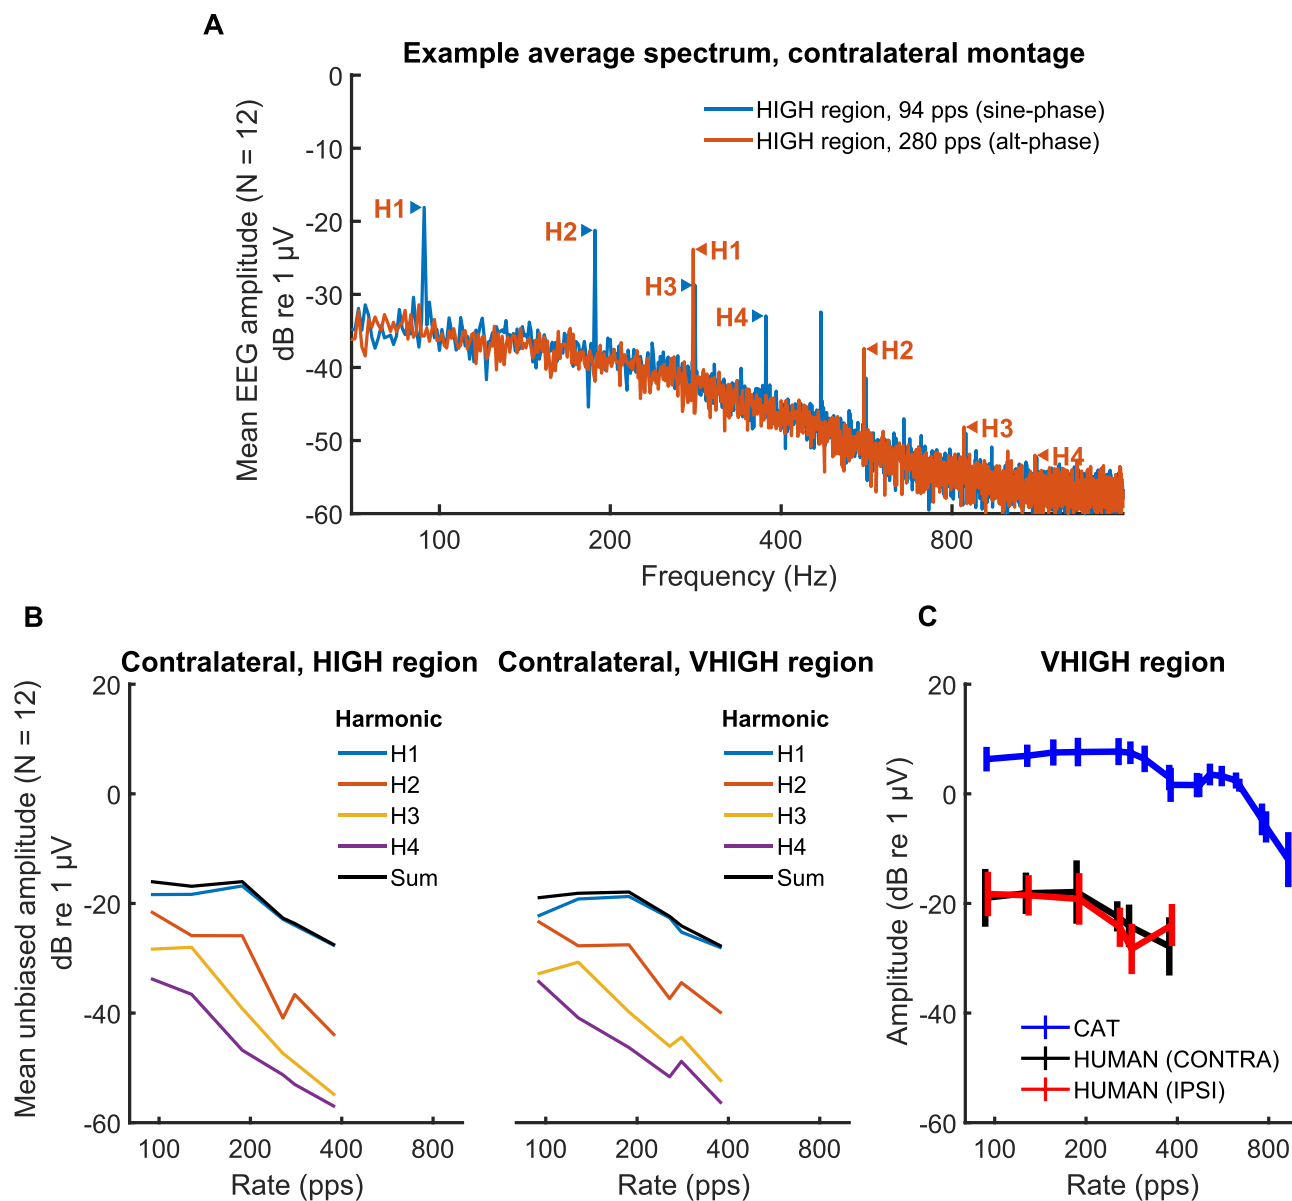 A
Example average spectrum, contralateral montage
Mean EEG amplitude (N = 12)
dB re 1 µV
0
-10
-20
-30
-40
-50
-60
HIGH region, 94 pps (sine-phase)
HIGH region, 280 pps (alt-phase)
H1
H2
H1
H3
H4
H2
H3
H4
100
200
400
800
Frequency (Hz)
B
Contralateral, HIGH region
Mean unbiased amplitude (N = 12)
dB re 1 µV
20
0
-20
-40
-60
Harmonic
H1
H2
H3
H4
Sum
100
200
400
800
Rate (pps)
Contralateral, VHIGH region
Harmonic
H1
H2
H3
H4
Sum
100
200
400
800
Rate (pps)
C
VHIGH region
Amplitude (dB re 1 µV)
20
0
-20
-40
-60
CAT
HUMAN (CONTRA)
HUMAN (IPSI)
100
200
400
800
Rate (pps)